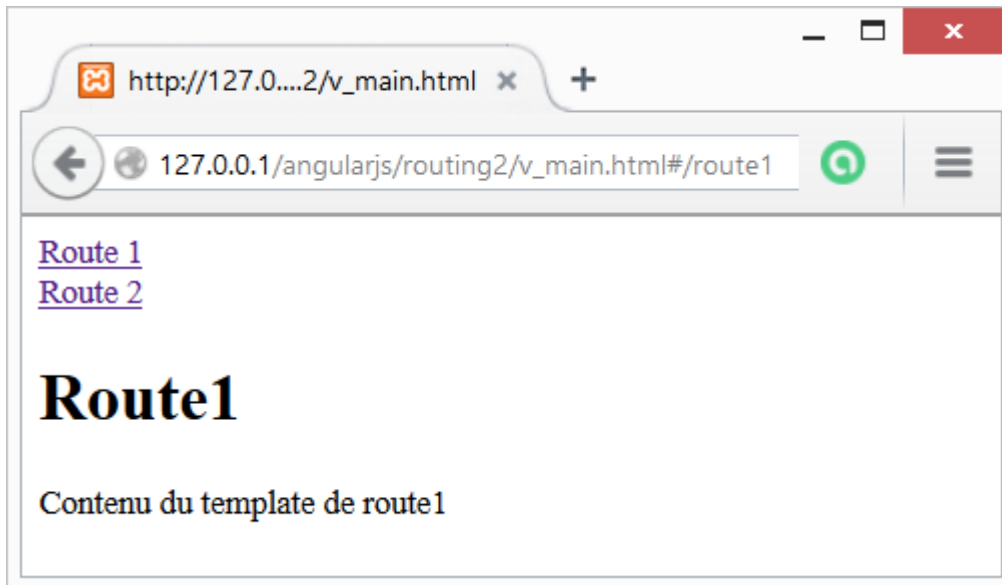 http://127.0....2/v_main.html
127.0.0.1/angularjs/routing2/v_main.html#/route1
Route 1
Route 2
Route1
Contenu du template de route1